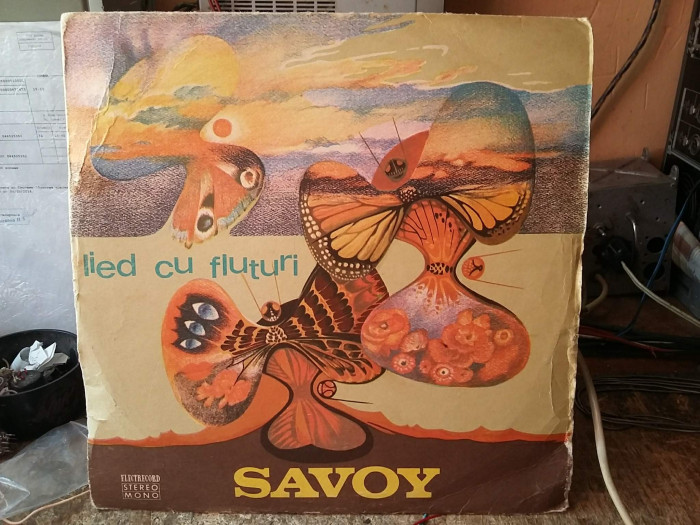 lied cu fluturi
ELECTRECORD
STEREO
MONO
SAVOY